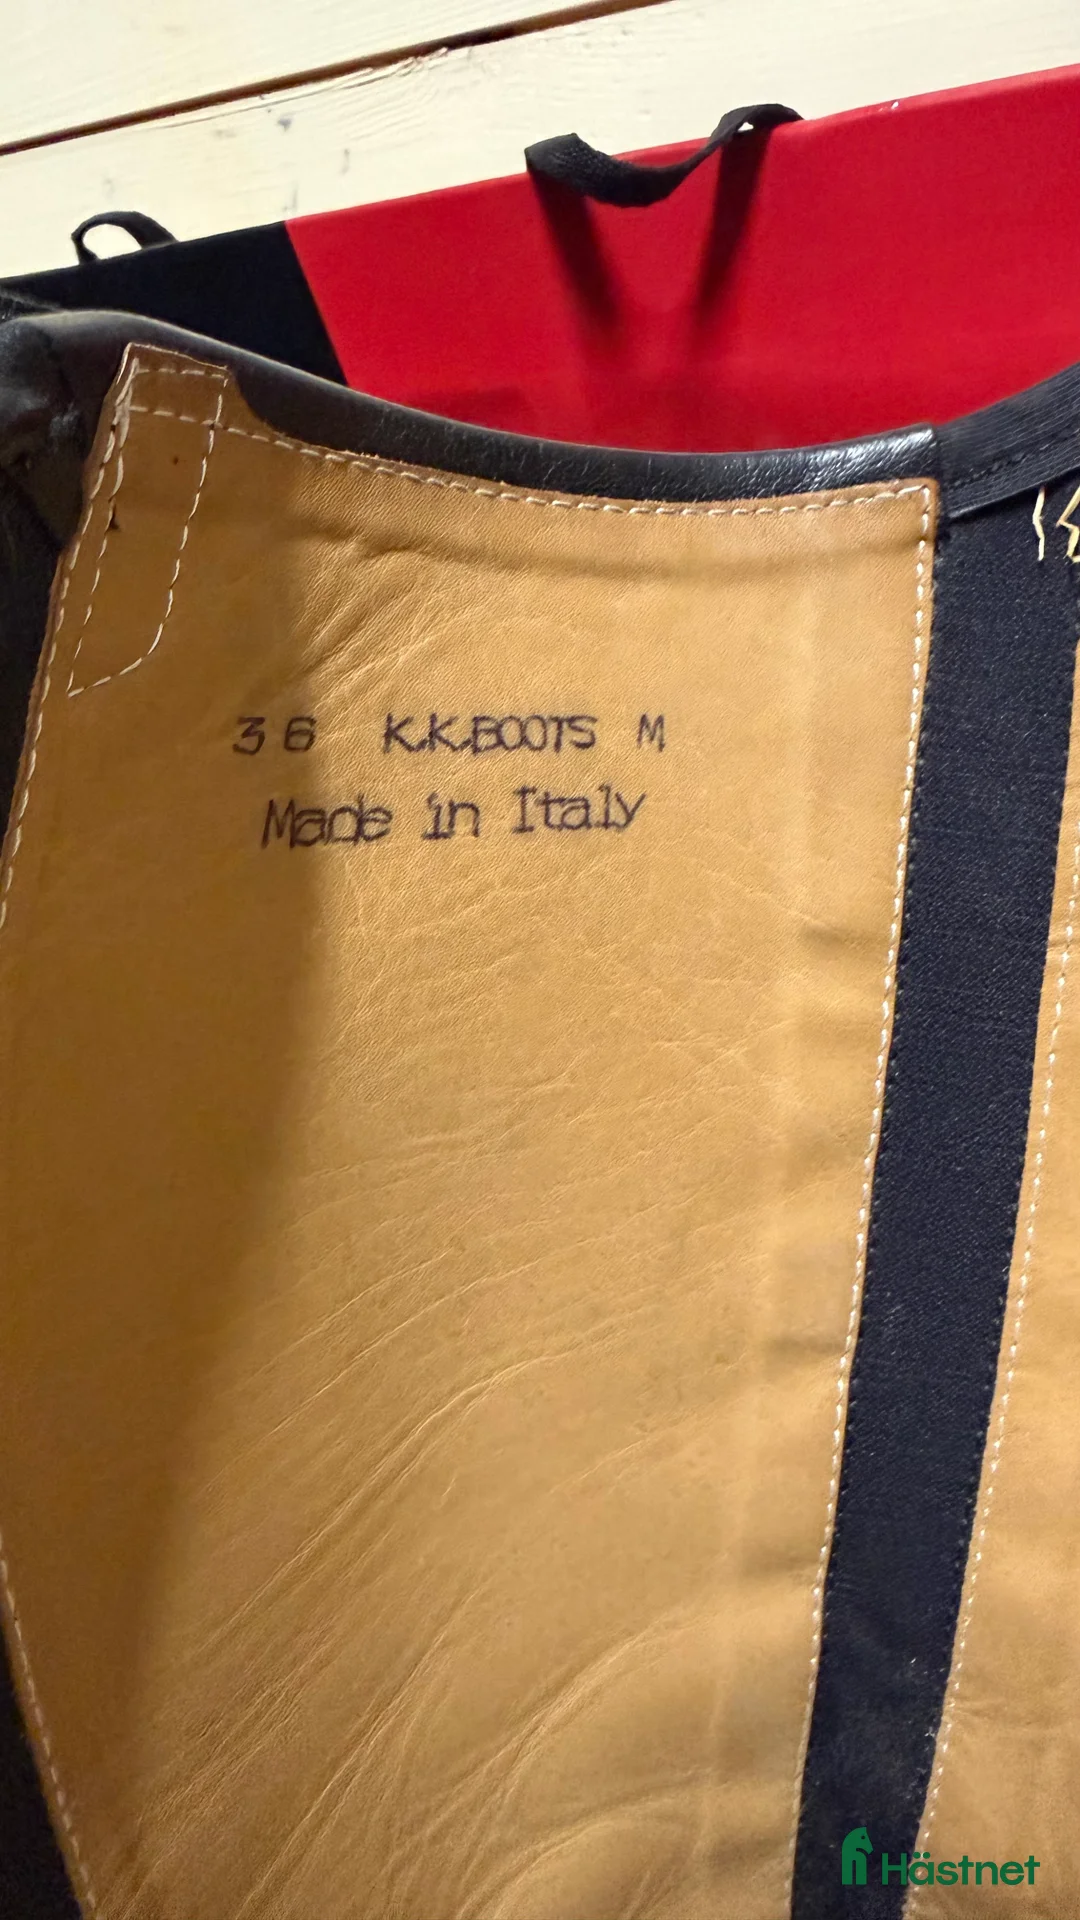 36 K.K.BOOTS M
Made in Italy
Hästnet